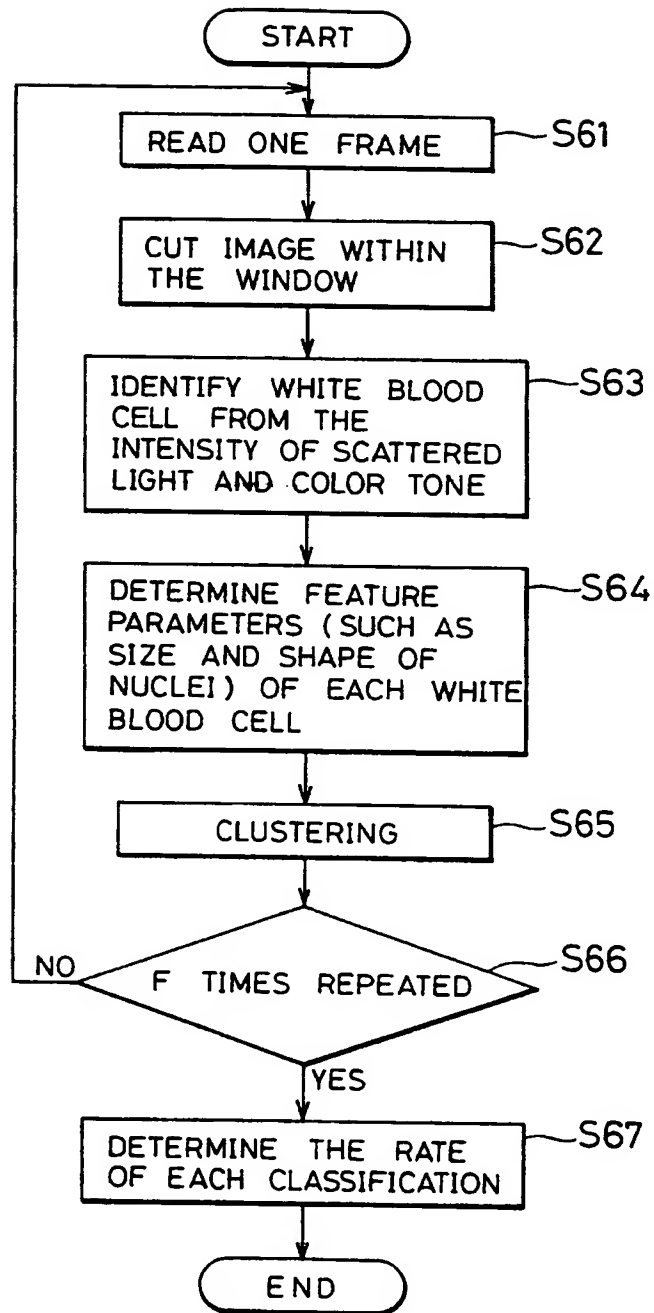 START
READ ONE FRAME
S61
CUT IMAGE WITHIN
THE WINDOW
S62
IDENTIFY WHITE BLOOD
CELL FROM THE
INTENSITY OF SCATTERED
LIGHT AND COLOR TONE
S63
DETERMINE FEATURE
PARAMETERS (SUCH AS
SIZE AND SHAPE OF
NUCLEI) OF EACH WHITE
BLOOD CELL
S64
CLUSTERING
S65
NO
F TIMES REPEATED
S66
YES
DETERMINE THE RATE
OF EACH CLASSIFICATION
S67
END